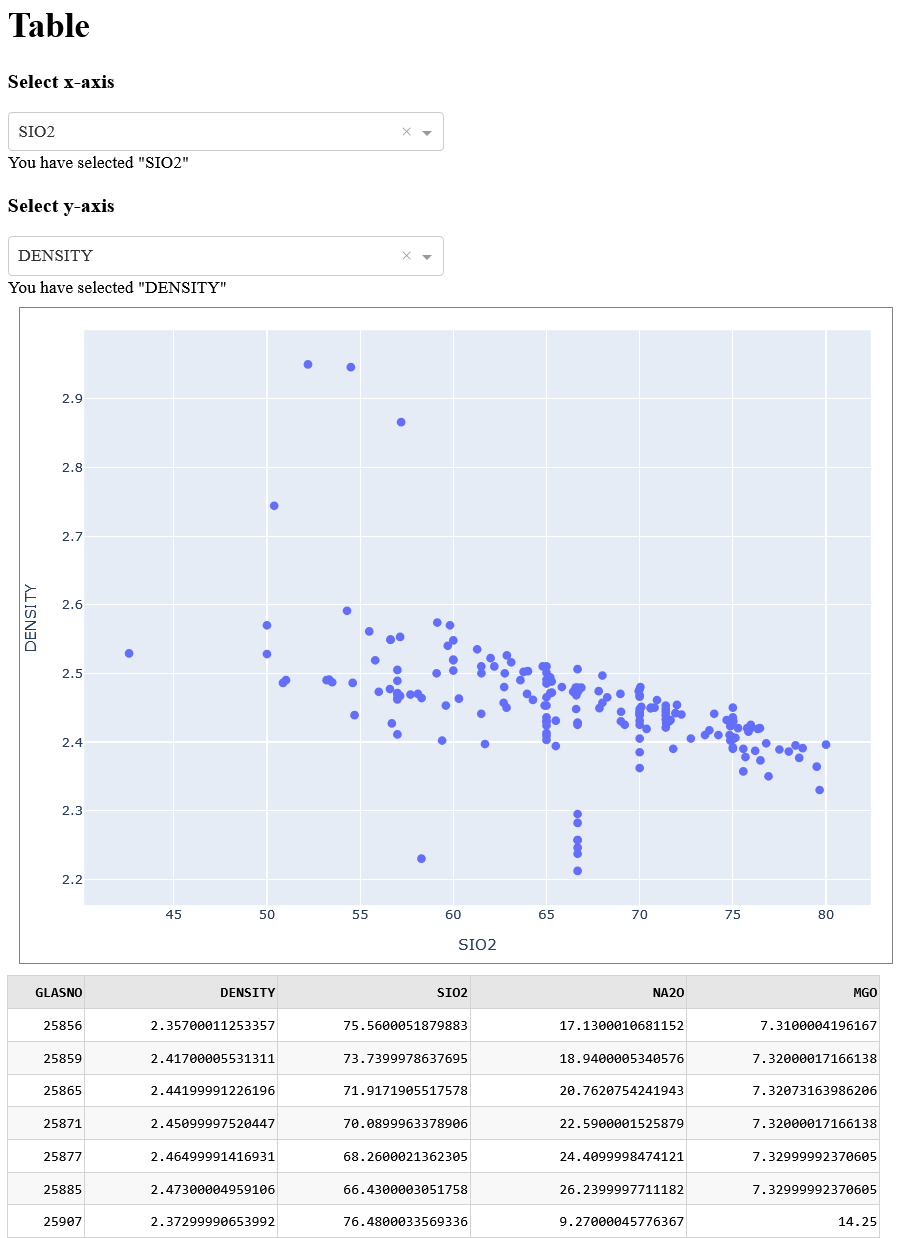 Table
Select x-axis
SIO2 ×
You have selected "SIO2"
Select y-axis
DENSITY ×
You have selected "DENSITY"
2.9
2.8
2.7
2.6
2.5
2.4
2.3
2.2
DENSITY
45 50 55 60 65 70 75 80
SIO2
GLASNO DENSITY SIO2 NA2O MGO
25856 2.35700011253357 75.5600051879883 17.1300010681152 7.3100004196167
25859 2.41700005531311 73.7399978637695 18.9400005340576 7.32000017166138
25865 2.44199991226196 71.9171905517578 20.7620754241943 7.32073163986206
25871 2.45099997520447 70.0899963378906 22.5900001525879 7.32000017166138
25877 2.46499991416931 68.2600021362305 24.4099998474121 7.32999992370605
25885 2.47300004959106 66.4300003051758 26.2399997711182 7.32999992370605
25907 2.37299990653992 76.4800033569336 9.27000045776367 14.25